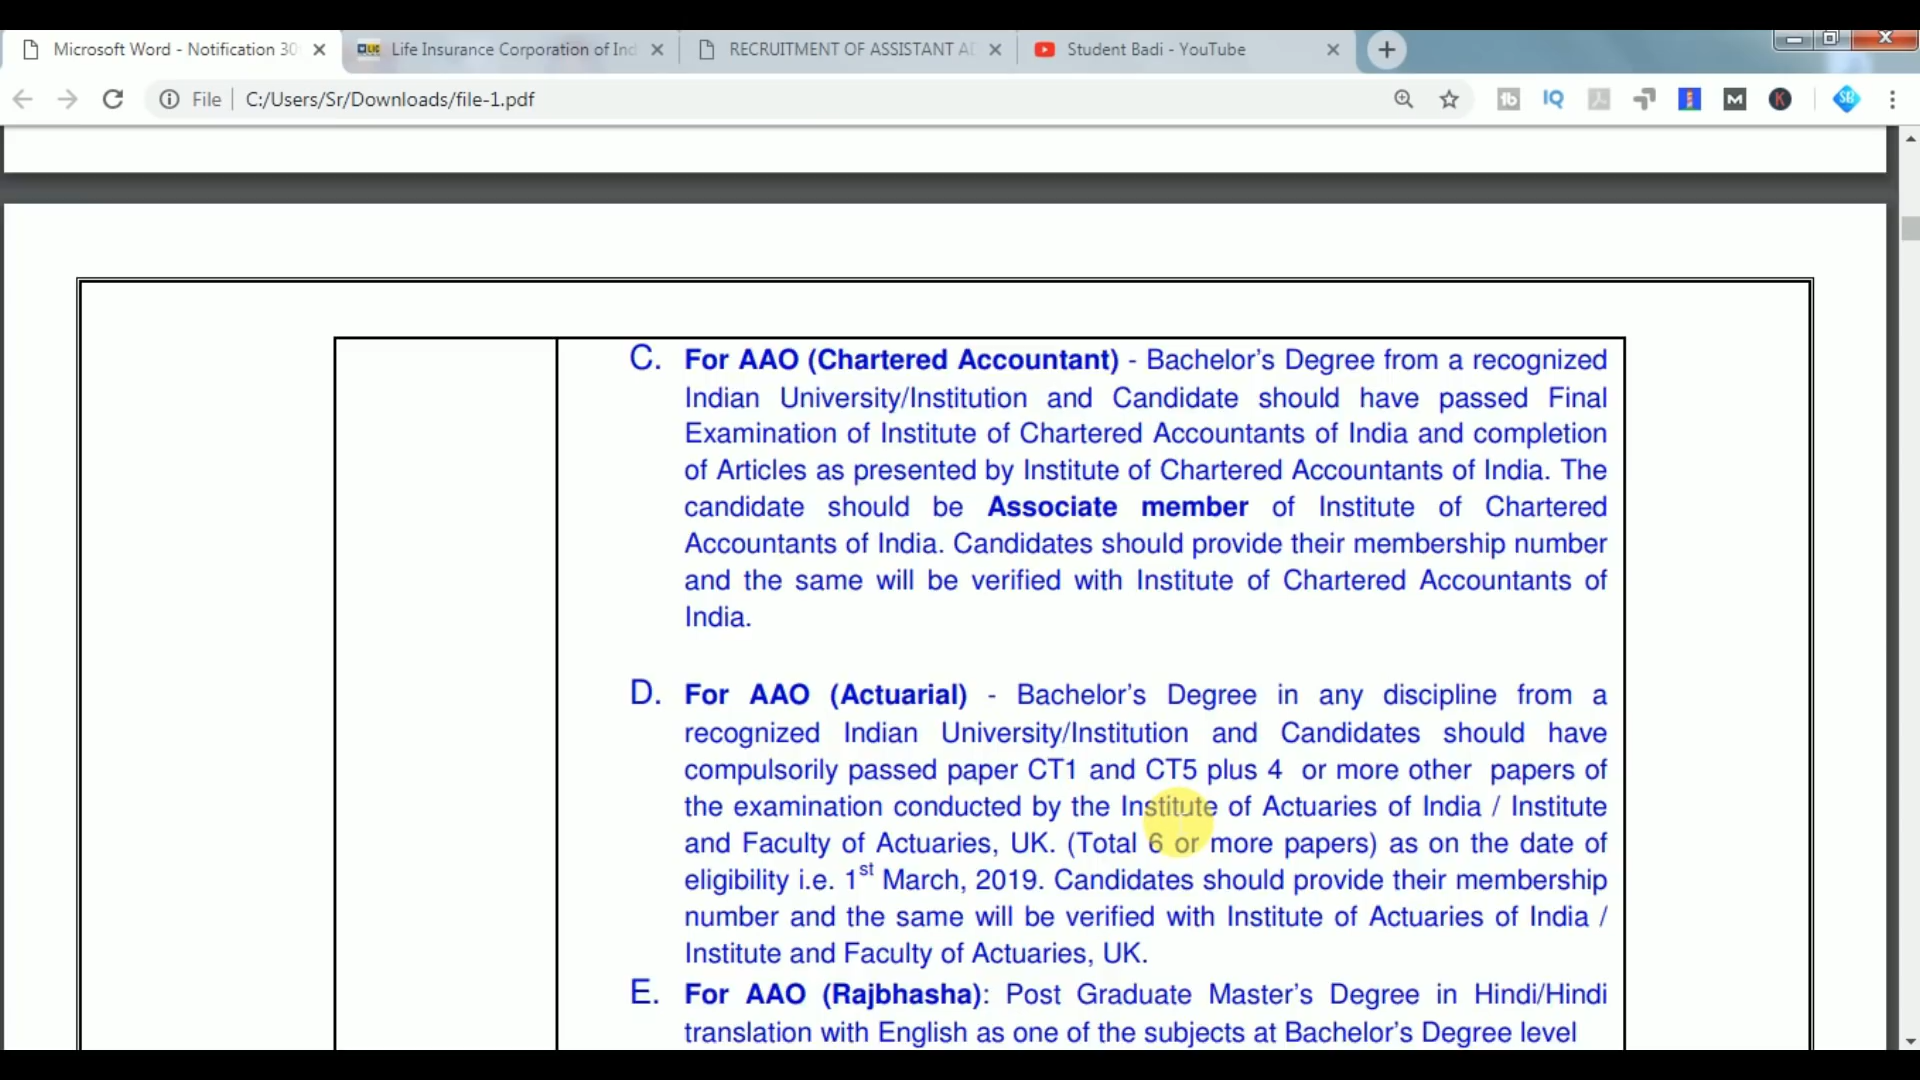 Microsoft Word - Notification 30
Life Insurance Corporation of Ind
RECRUITMENT OF ASSISTANT AD
Student Badi - YouTube
File
C:/Users/Sr/Downloads/file-1.pdf
C. For AAO (Chartered Accountant) - Bachelor's Degree from a recognized
Indian University/Institution and Candidate should have passed Final
Examination of Institute of Chartered Accountants of India and completion
of Articles as presented by Institute of Chartered Accountants of India. The
candidate should be Associate member of Institute of Chartered
Accountants of India. Candidates should provide their membership number
and the same will be verified with Institute of Chartered Accountants of
India.
D. For AAO (Actuarial) - Bachelor's Degree in any discipline from a
recognized Indian University/Institution and Candidates should have
compulsorily passed paper CT1 and CT5 plus 4 or more other papers of
the examination conducted by the Institute of Actuaries of India / Institute
and Faculty of Actuaries, UK. (Total 6 or more papers) as on the date of
eligibility i.e. 1st March, 2019. Candidates should provide their membership
number and the same will be verified with Institute of Actuaries of India /
Institute and Faculty of Actuaries, UK.
E. For AAO (Rajbhasha): Post Graduate Master's Degree in Hindi/Hindi
translation with English as one of the subjects at Bachelor's Degree level